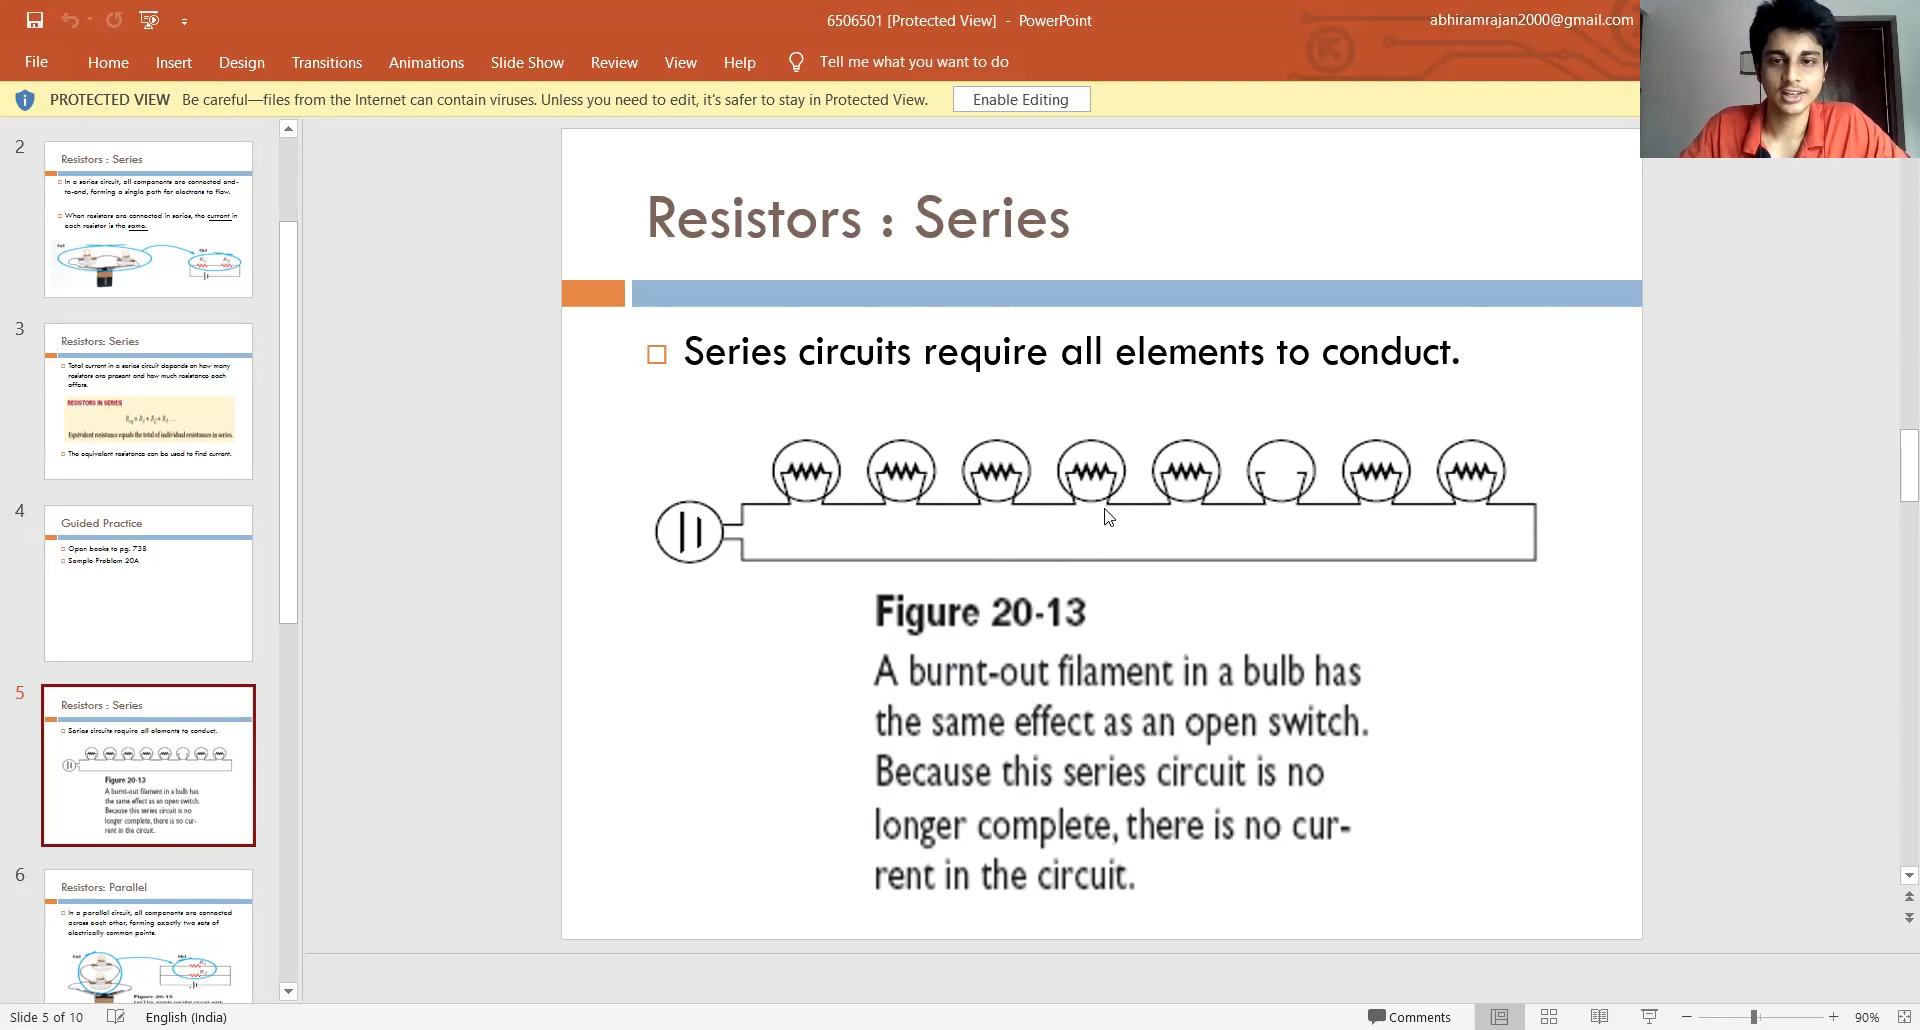 6506501 [Protected View] - PowerPoint
abhiramrajan2000@gmail.com
File Home Insert Design Transitions Animations Slide Show Review View Help Tell me what you want to do
PROTECTED VIEW Be careful—files from the Internet can contain viruses. Unless you need to edit, it's safer to stay in Protected View. Enable Editing
2
Resistors : Series
In a series circuit, all components are connected end-
to-end, forming a single path for electrons to flow.
When resistors are connected in series, the current in
each resistor is the same.
(a)
(b)
R1 R2
3
Resistors: Series
Total current in a series circuit depends on how many
resistors are present and how much resistance each
offers.
RESISTORS IN SERIES
Req = R1 + R2 + R3 ...
Equivalent resistance equals the total of individual resistances in series.
The equivalent resistance can be used to find current.
4
Guided Practice
Open books to pg. 738
Sample Problem 20A
5
Resistors : Series
Series circuits require all elements to conduct.
Figure 20-13
A burnt-out filament in a bulb has
the same effect as an open switch.
Because this series circuit is no
longer complete, there is no cur-
rent in the circuit.
6
Resistors: Parallel
In a parallel circuit, all components are connected
across each other, forming exactly two sets of
electrically common points.
(a)
(b)
Figure 20-15
Resistors : Series
Series circuits require all elements to conduct.
Figure 20-13
A burnt-out filament in a bulb has
the same effect as an open switch.
Because this series circuit is no
longer complete, there is no cur-
rent in the circuit.
Slide 5 of 10 English (India) Comments 90%